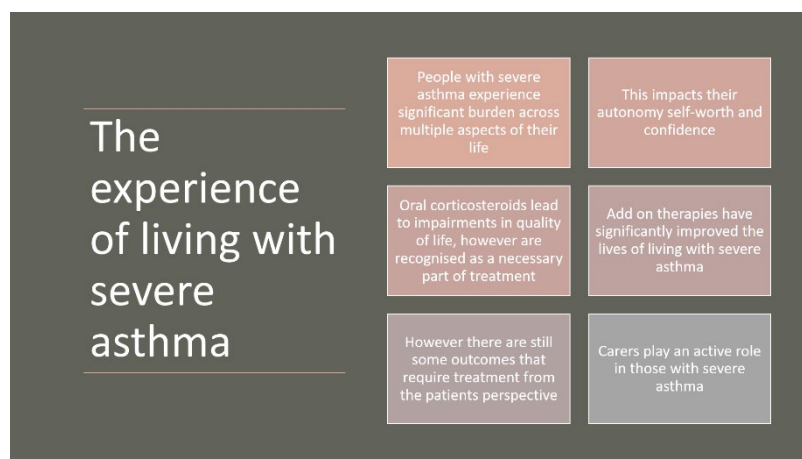 The
experience
of living with
severe
asthma
People with severe
asthma experience
significant burden across
multiple aspects of their
life
This impacts their
autonomy self-worth and
confidence
Oral corticosteroids lead
to impairments in quality
of life, however are
recognised as a necessary
part of treatment
Add on therapies have
significantly improved the
lives of living with severe
asthma
However there are still
some outcomes that
require treatment from
the patients perspective
Carers play an active role
in those with severe
asthma